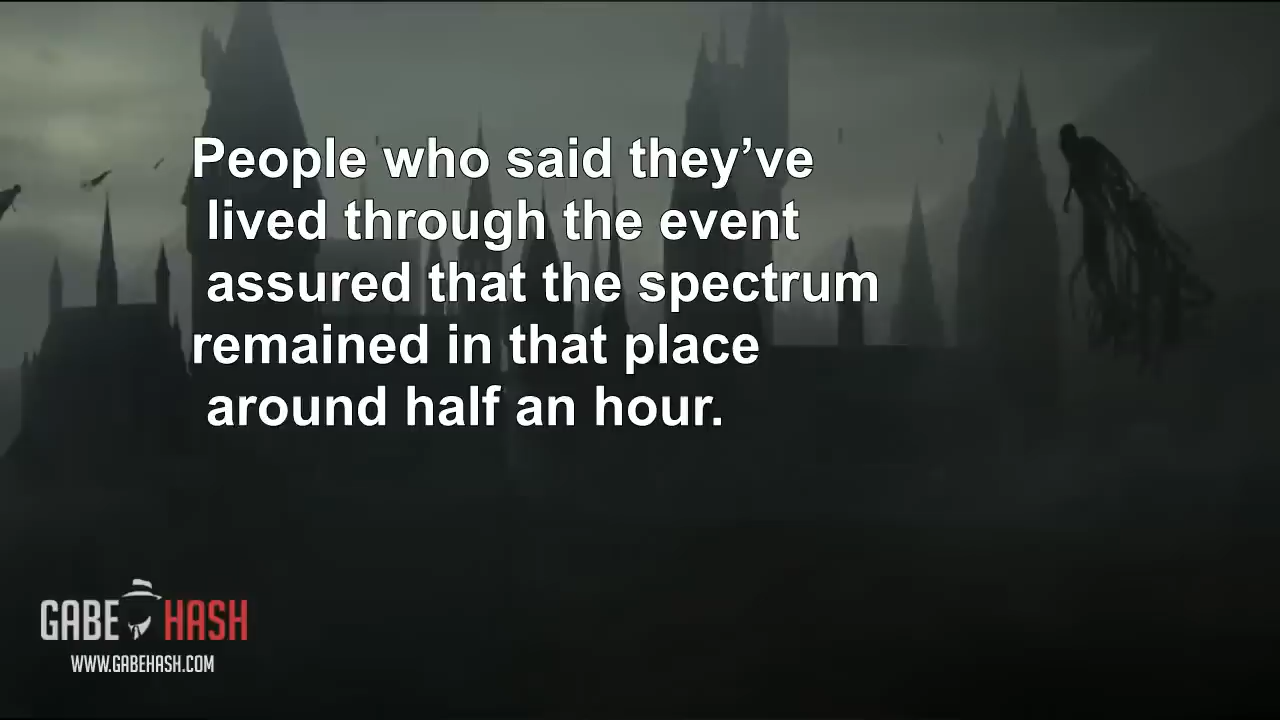 People who said they’ve
lived through the event
assured that the spectrum
remained in that place
around half an hour.
GABE HASH
WWW.GABEHASH.COM